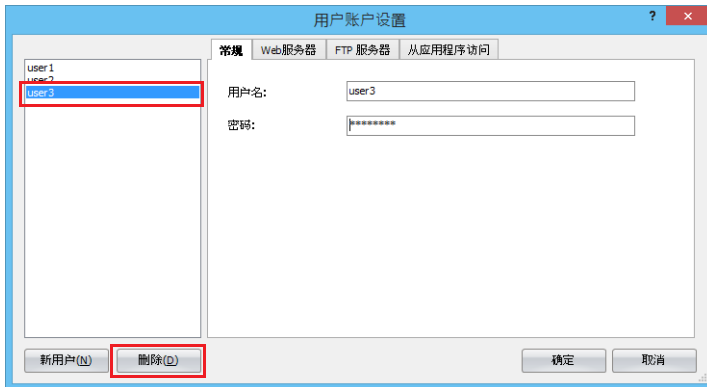 用户账户设置
?
常规
Web服务器
FTP 服务器
从应用程序访问
user1
user2
user3
用户名:
user3
密码:
********
新用户(N)
删除(D)
确定
取消